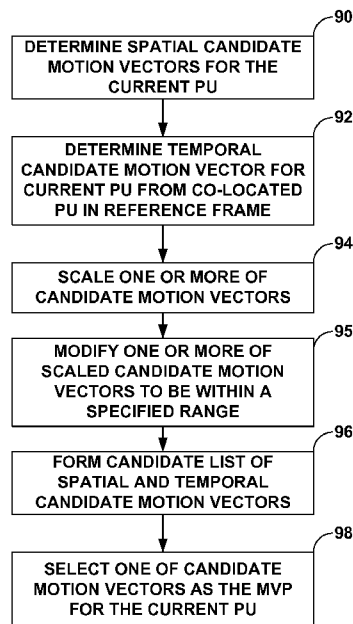 90
DETERMINE SPATIAL CANDIDATE
MOTION VECTORS FOR THE
CURRENT PU
92
DETERMINE TEMPORAL
CANDIDATE MOTION VECTOR FOR
CURRENT PU FROM CO-LOCATED
PU IN REFERENCE FRAME
94
SCALE ONE OR MORE OF
CANDIDATE MOTION VECTORS
95
MODIFY ONE OR MORE OF
SCALED CANDIDATE MOTION
VECTORS TO BE WITHIN A
SPECIFIED RANGE
96
FORM CANDIDATE LIST OF
SPATIAL AND TEMPORAL
CANDIDATE MOTION VECTORS
98
SELECT ONE OF CANDIDATE
MOTION VECTORS AS THE MVP
FOR THE CURRENT PU